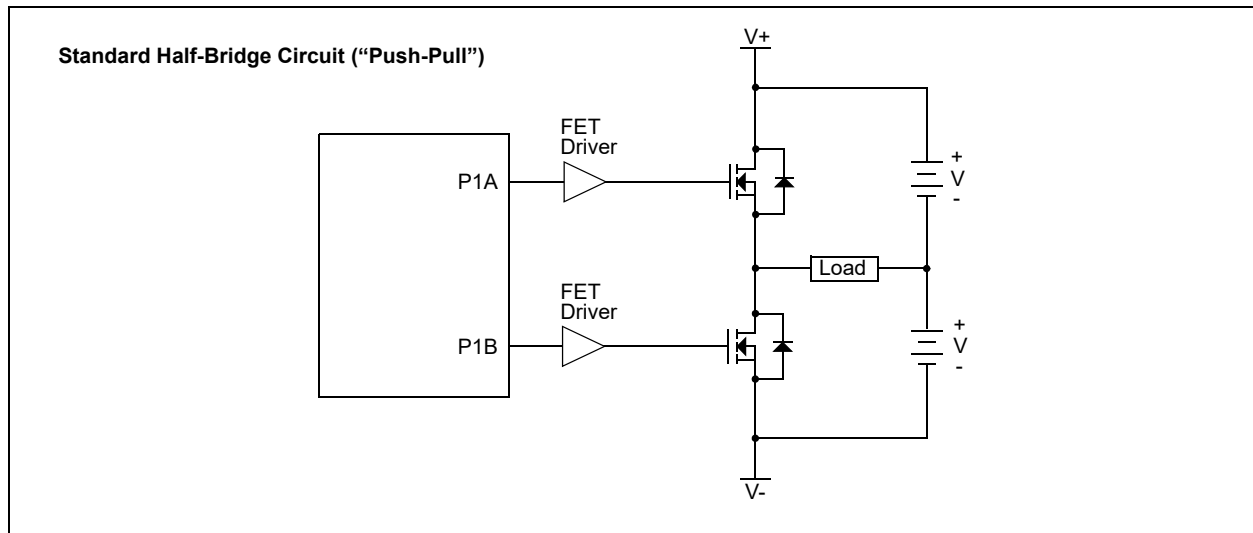 Standard Half-Bridge Circuit (“Push-Pull”)
V+
FET
Driver
P1A
+
V
-
Load
FET
Driver
P1B
+
V
-
V-